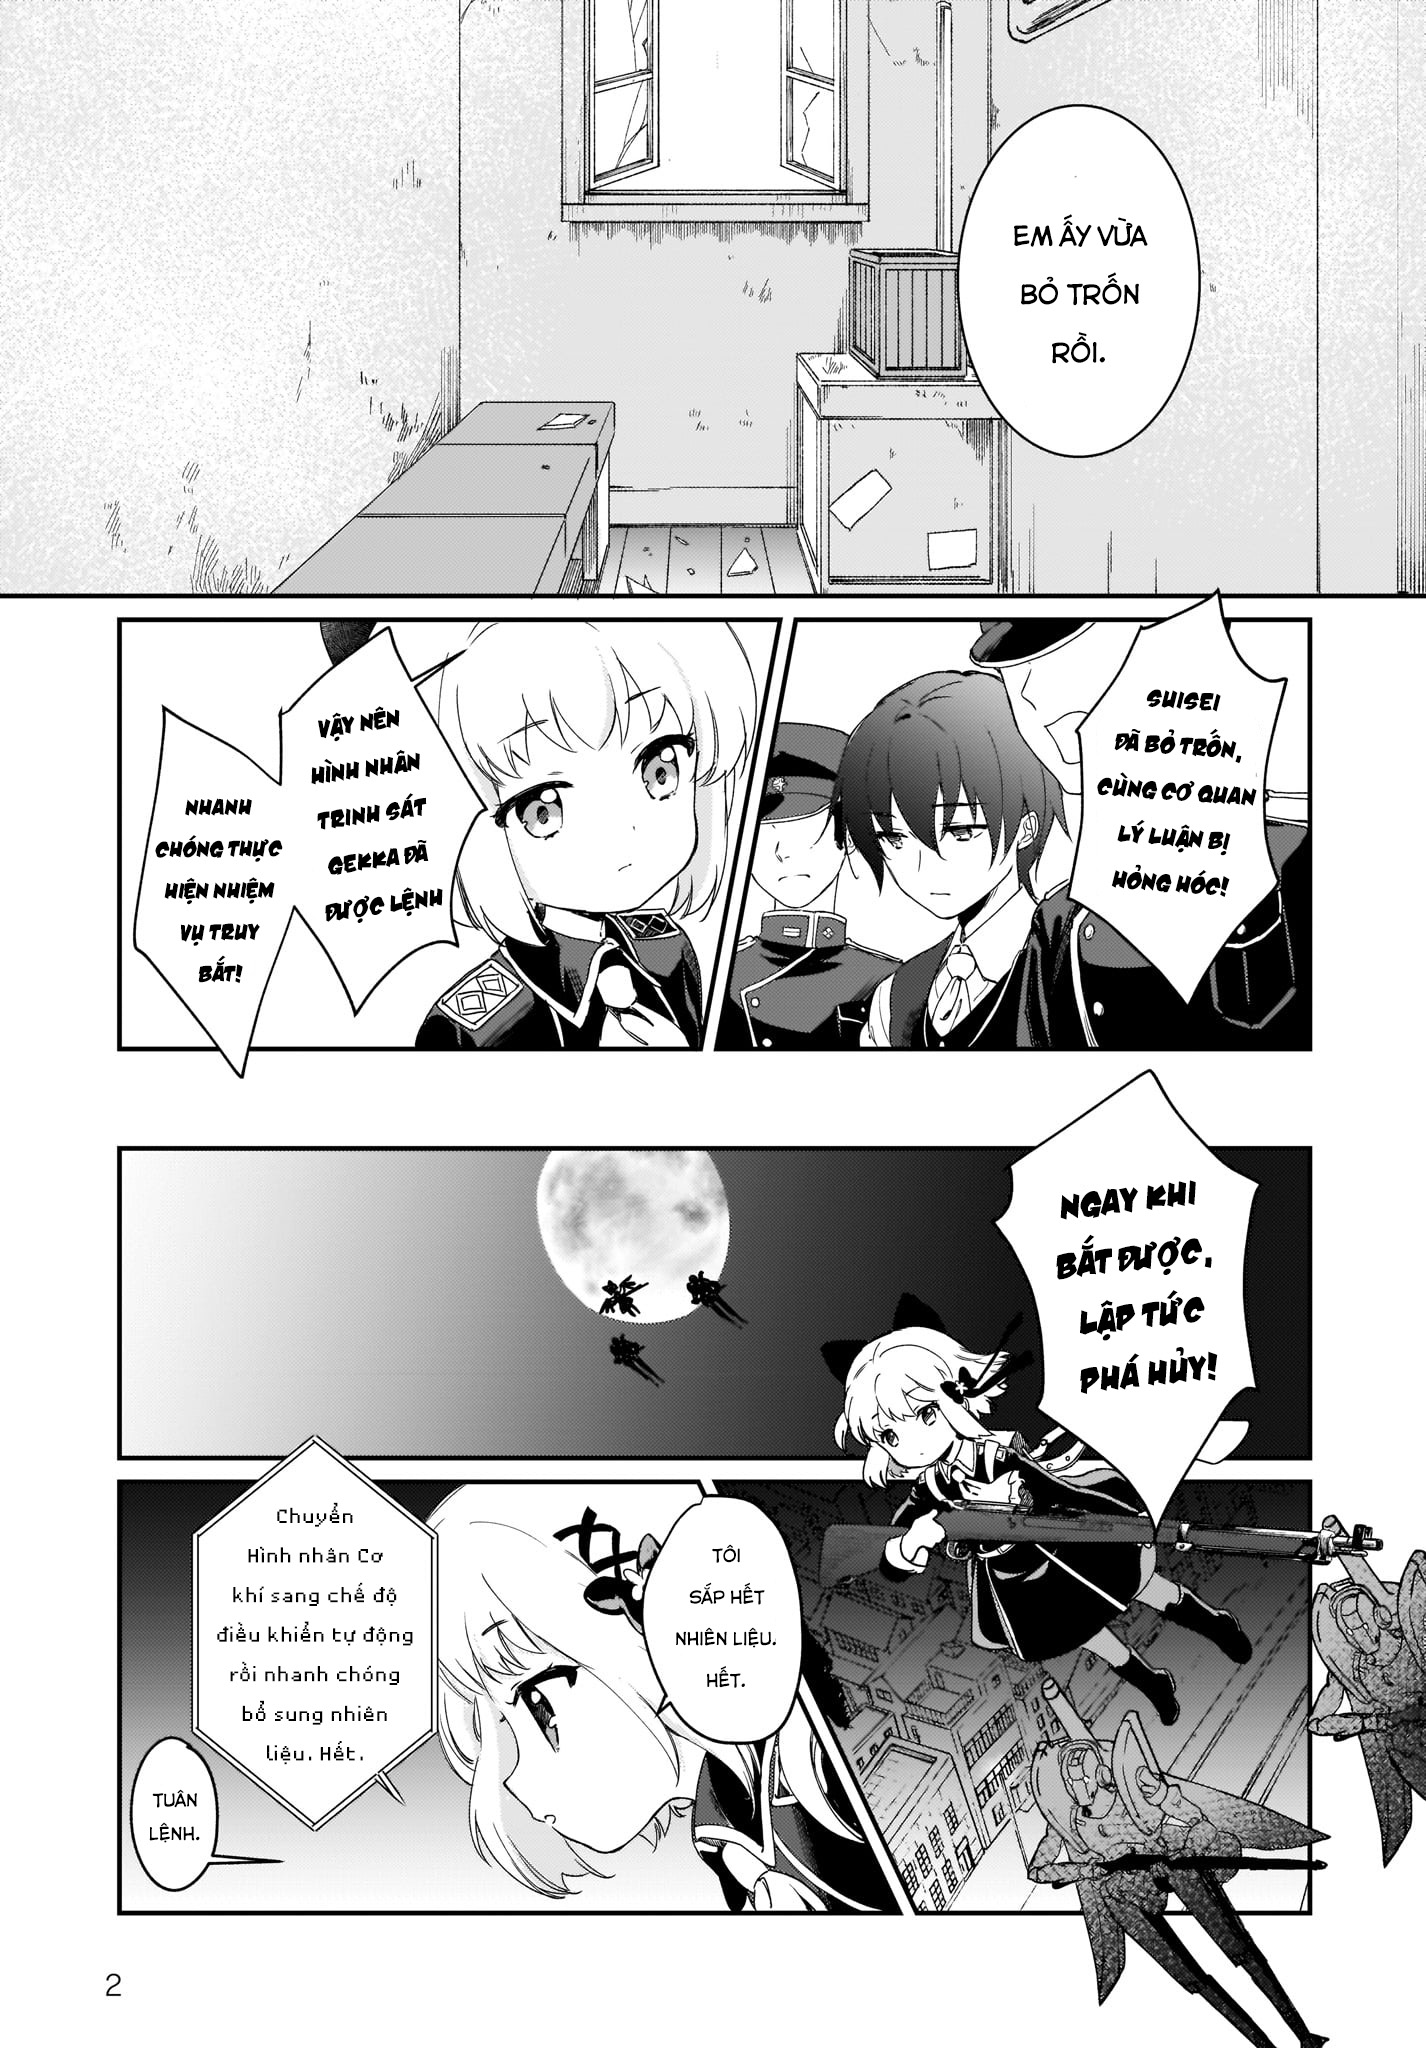 EM ẤY VỪA
BỎ TRỐN
RỒI.
SUISEI
ĐÃ BỎ TRỐN,
CÙNG CƠ QUAN
LÝ LUẬN BỊ
HỎNG HÓC!
VẬY NÊN
HÌNH NHÂN
TRINH SÁT
GEKKA ĐÃ
ĐƯỢC LỆNH
NHANH
CHÓNG THỰC
HIỆN NHIỆM
VỤ TRUY
BẮT!
NGAY KHI
BẮT ĐƯỢC,
LẬP TỨC
PHÁ HỦY!
TÔI
SẮP HẾT
NHIÊN LIỆU.
HẾT.
Chuyển
Hình nhân Cơ
khí sang chế độ
điều khiển tự động
rồi nhanh chóng
bổ sung nhiên
liệu. Hết.
TUÂN
LỆNH.
2